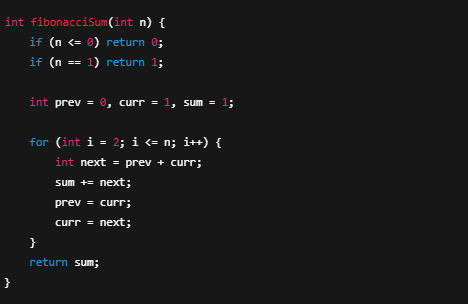 int fibonacciSum(int n) {
    if (n <= 0) return 0;
    if (n == 1) return 1;

    int prev = 0, curr = 1, sum = 1;

    for (int i = 2; i <= n; i++) {
        int next = prev + curr;
        sum += next;
        prev = curr;
        curr = next;
    }
    return sum;
}